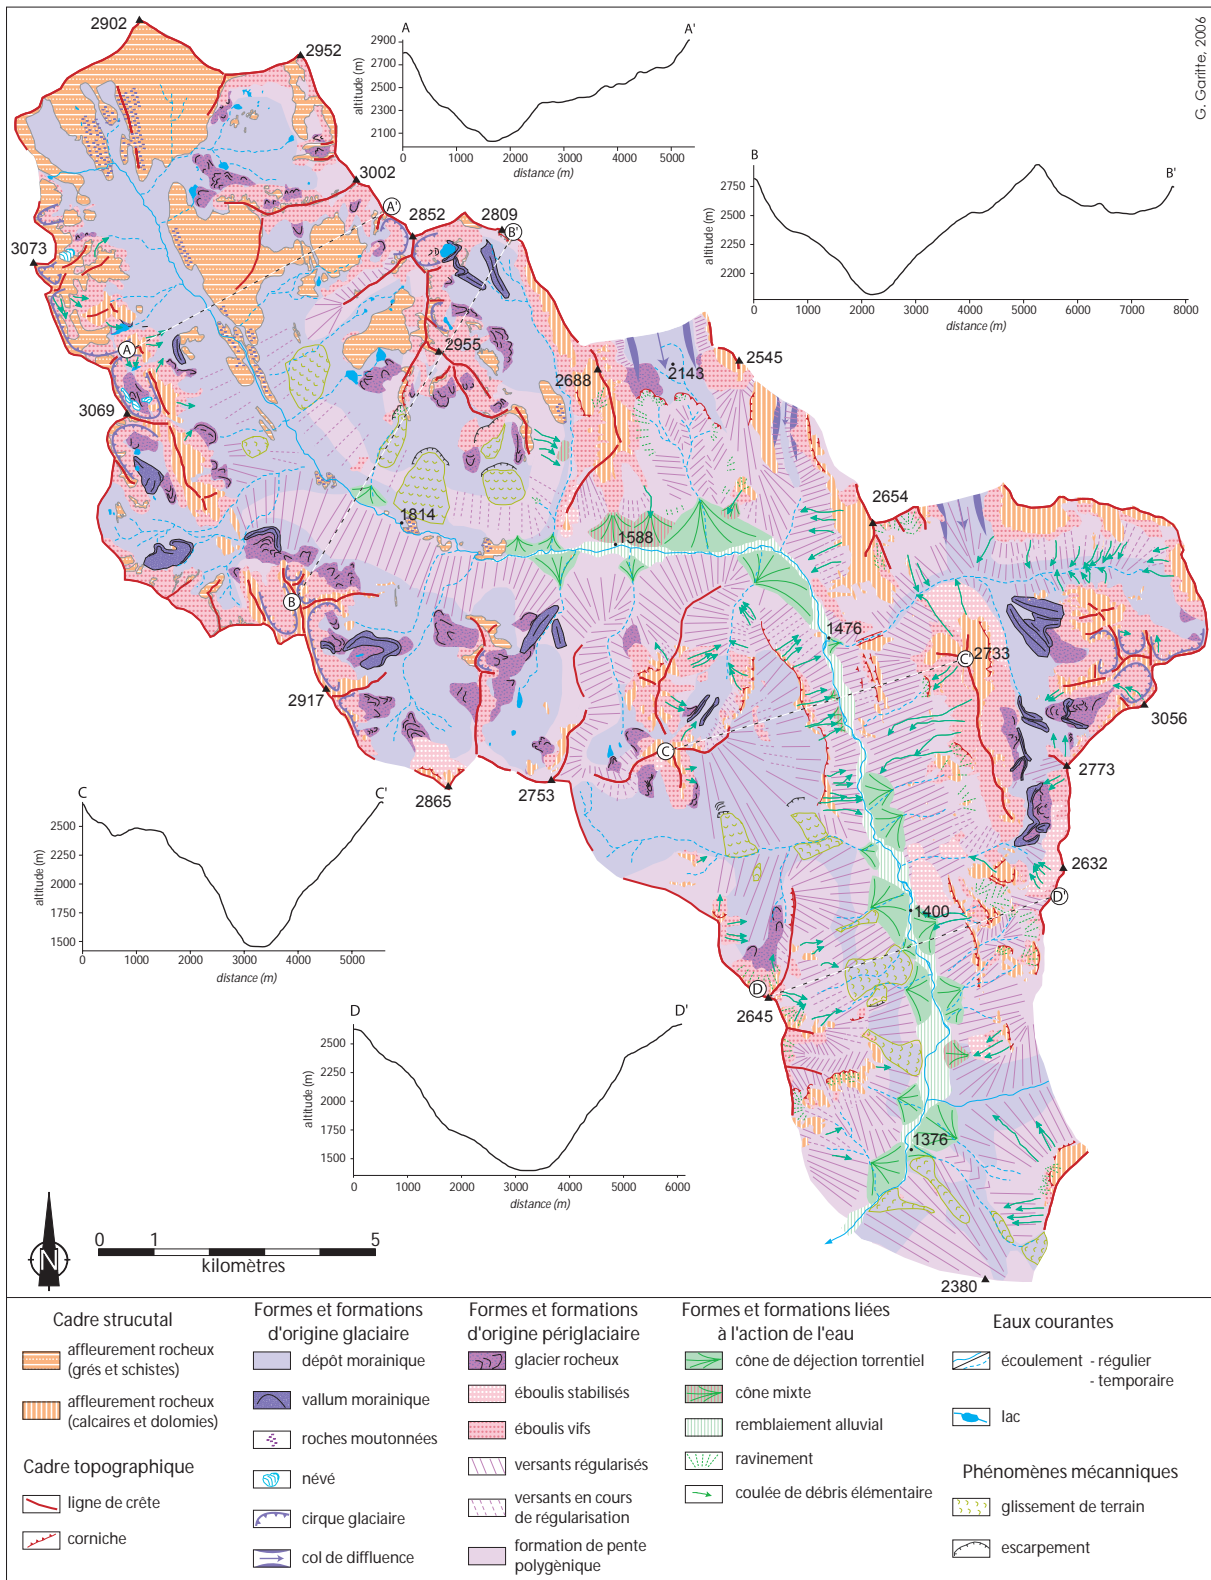 G. Garitte, 2006
2902
2952
3002
3073
2852
2809
2955
3069
2688
2143
2545
1814
1588
2654
1476
2733
2917
3056
2773
2865
2753
2632
1400
2645
1376
2380
A
A'
B
B'
C
C'
D
D'
A A'
altitude (m)
2900
2700
2500
2300
2100
0 1000 2000 3000 4000 5000
distance (m)
B B'
altitude (m)
2750
2500
2250
2200
0 1000 2000 3000 4000 5000 6000 7000 8000
distance (m)
C C'
altitude (m)
2500
2250
2000
1750
1500
0 1000 2000 3000 4000 5000
distance (m)
D D'
altitude (m)
2500
2250
2000
1750
1500
0 1000 2000 3000 4000 5000 6000
distance (m)
N
0 1 5
kilomètres
Cadre strucutal
affleurement rocheux
(grés et schistes)
affleurement rocheux
(calcaires et dolomies)
Cadre topographique
ligne de crête
corniche
Formes et formations
d'origine glaciaire
dépôt morainique
vallum morainique
roches moutonnées
névé
cirque glaciaire
col de diffluence
Formes et formations
d'origine périglaciaire
glacier rocheux
éboulis stabilisés
éboulis vifs
versants régularisés
versants en cours
de régularisation
formation de pente
polygènique
Formes et formations liées
à l'action de l'eau
cône de déjection torrentiel
cône mixte
remblaiement alluvial
ravinement
coulée de débris élémentaire
Eaux courantes
écoulement - régulier
- temporaire
lac
Phénomènes mécanniques
glissement de terrain
escarpement